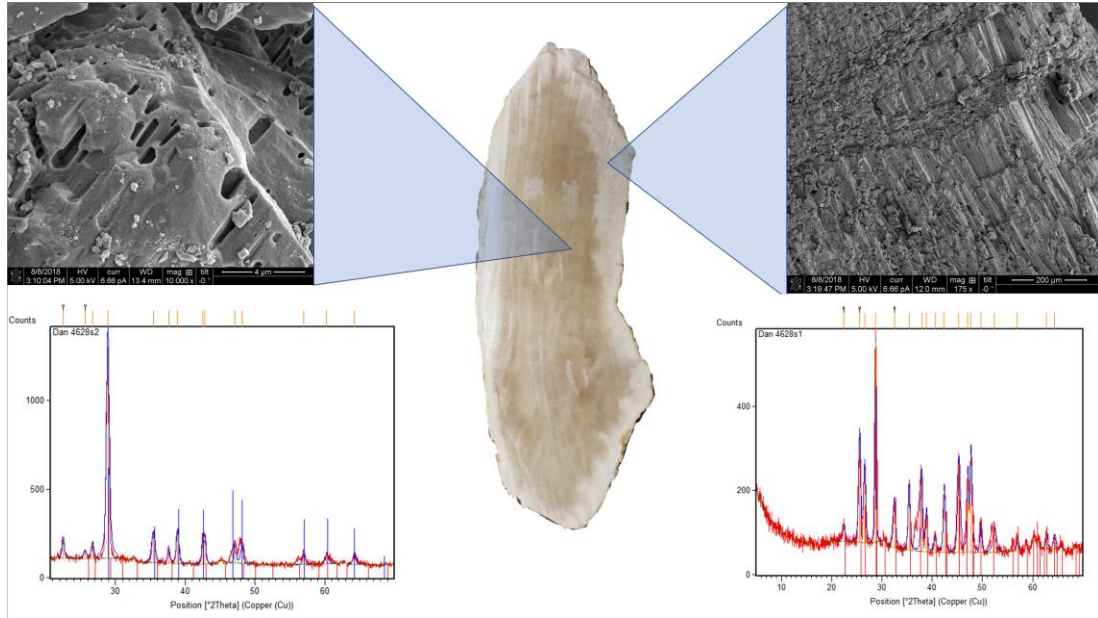 8/8/2018 HV curr WD mag tilt 4 µm
3:10:04 PM 5.00 kV 6.66 pA 13.4 mm 10 000 x -0 °
8/8/2018 HV curr WD mag tilt 200 µm
3:19:47 PM 5.00 kV 6.66 pA 12.0 mm 175 x -0 °
Counts
Dan 4628s2
1000
500
0
30 40 50 60
Position [°2Theta] (Copper (Cu))
Counts
Dan 4628s1
400
200
0
10 20 30 40 50 60
Position [°2Theta] (Copper (Cu))